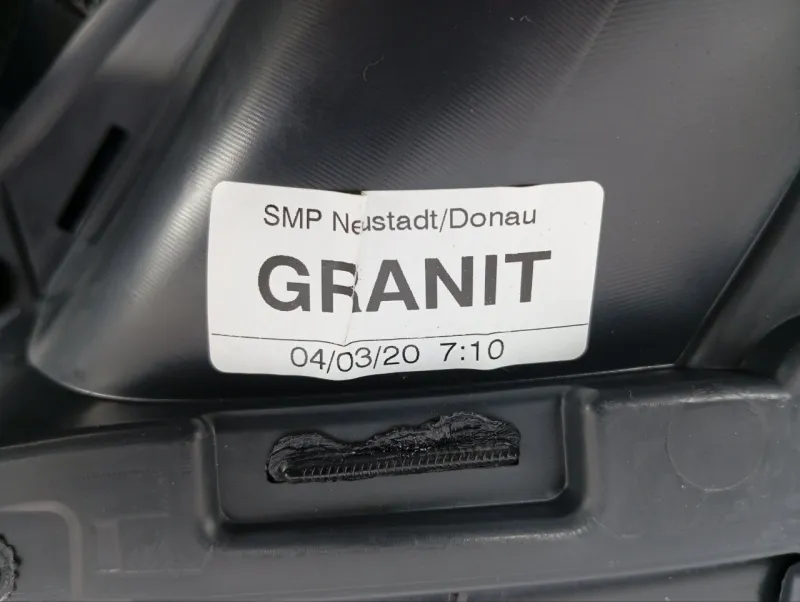 SMP Neustadt/Donau
GRANIT
04/03/20 7:10